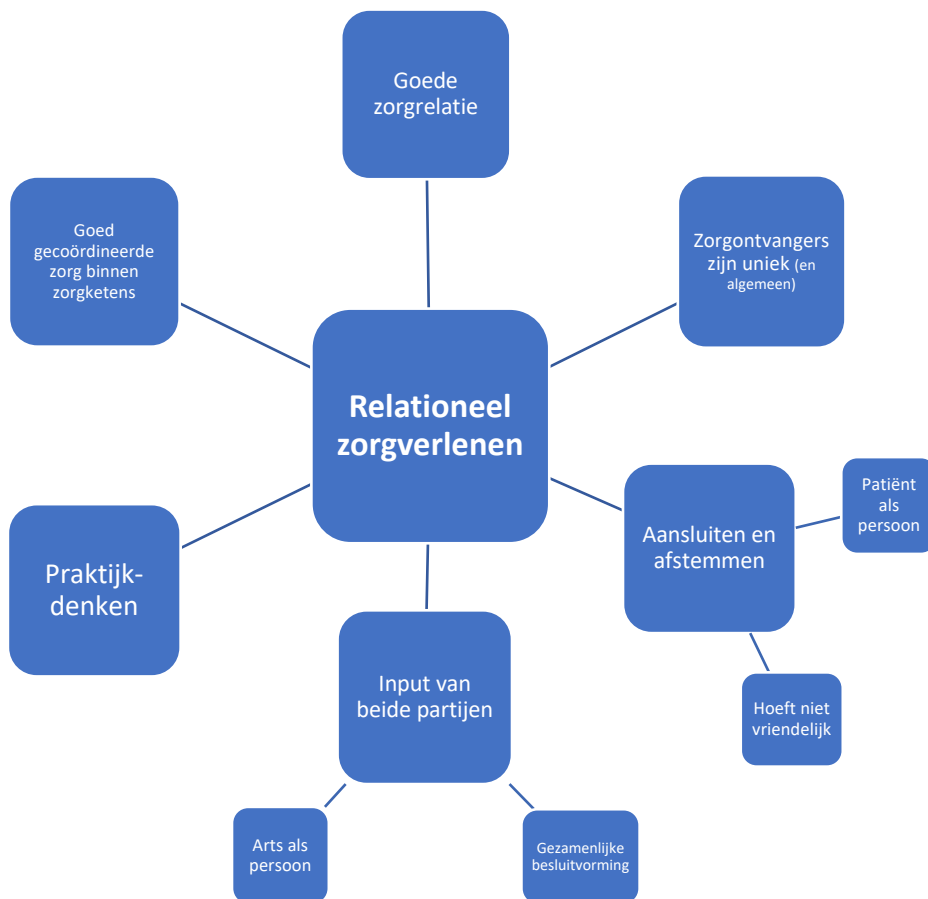 Goede
zorgrelatie
Goed
gecoördineerde
zorg binnen
zorgketens
Zorgontvangers
zijn uniek (en
algemeen)
Relationeel
zorgverlenen
Patiënt
als
persoon
Aansluiten en
afstemmen
Praktijk-
denken
Input van
beide partijen
Hoeft niet
vriendelijk
Arts als
persoon
Gezamenlijke
besluitvorming